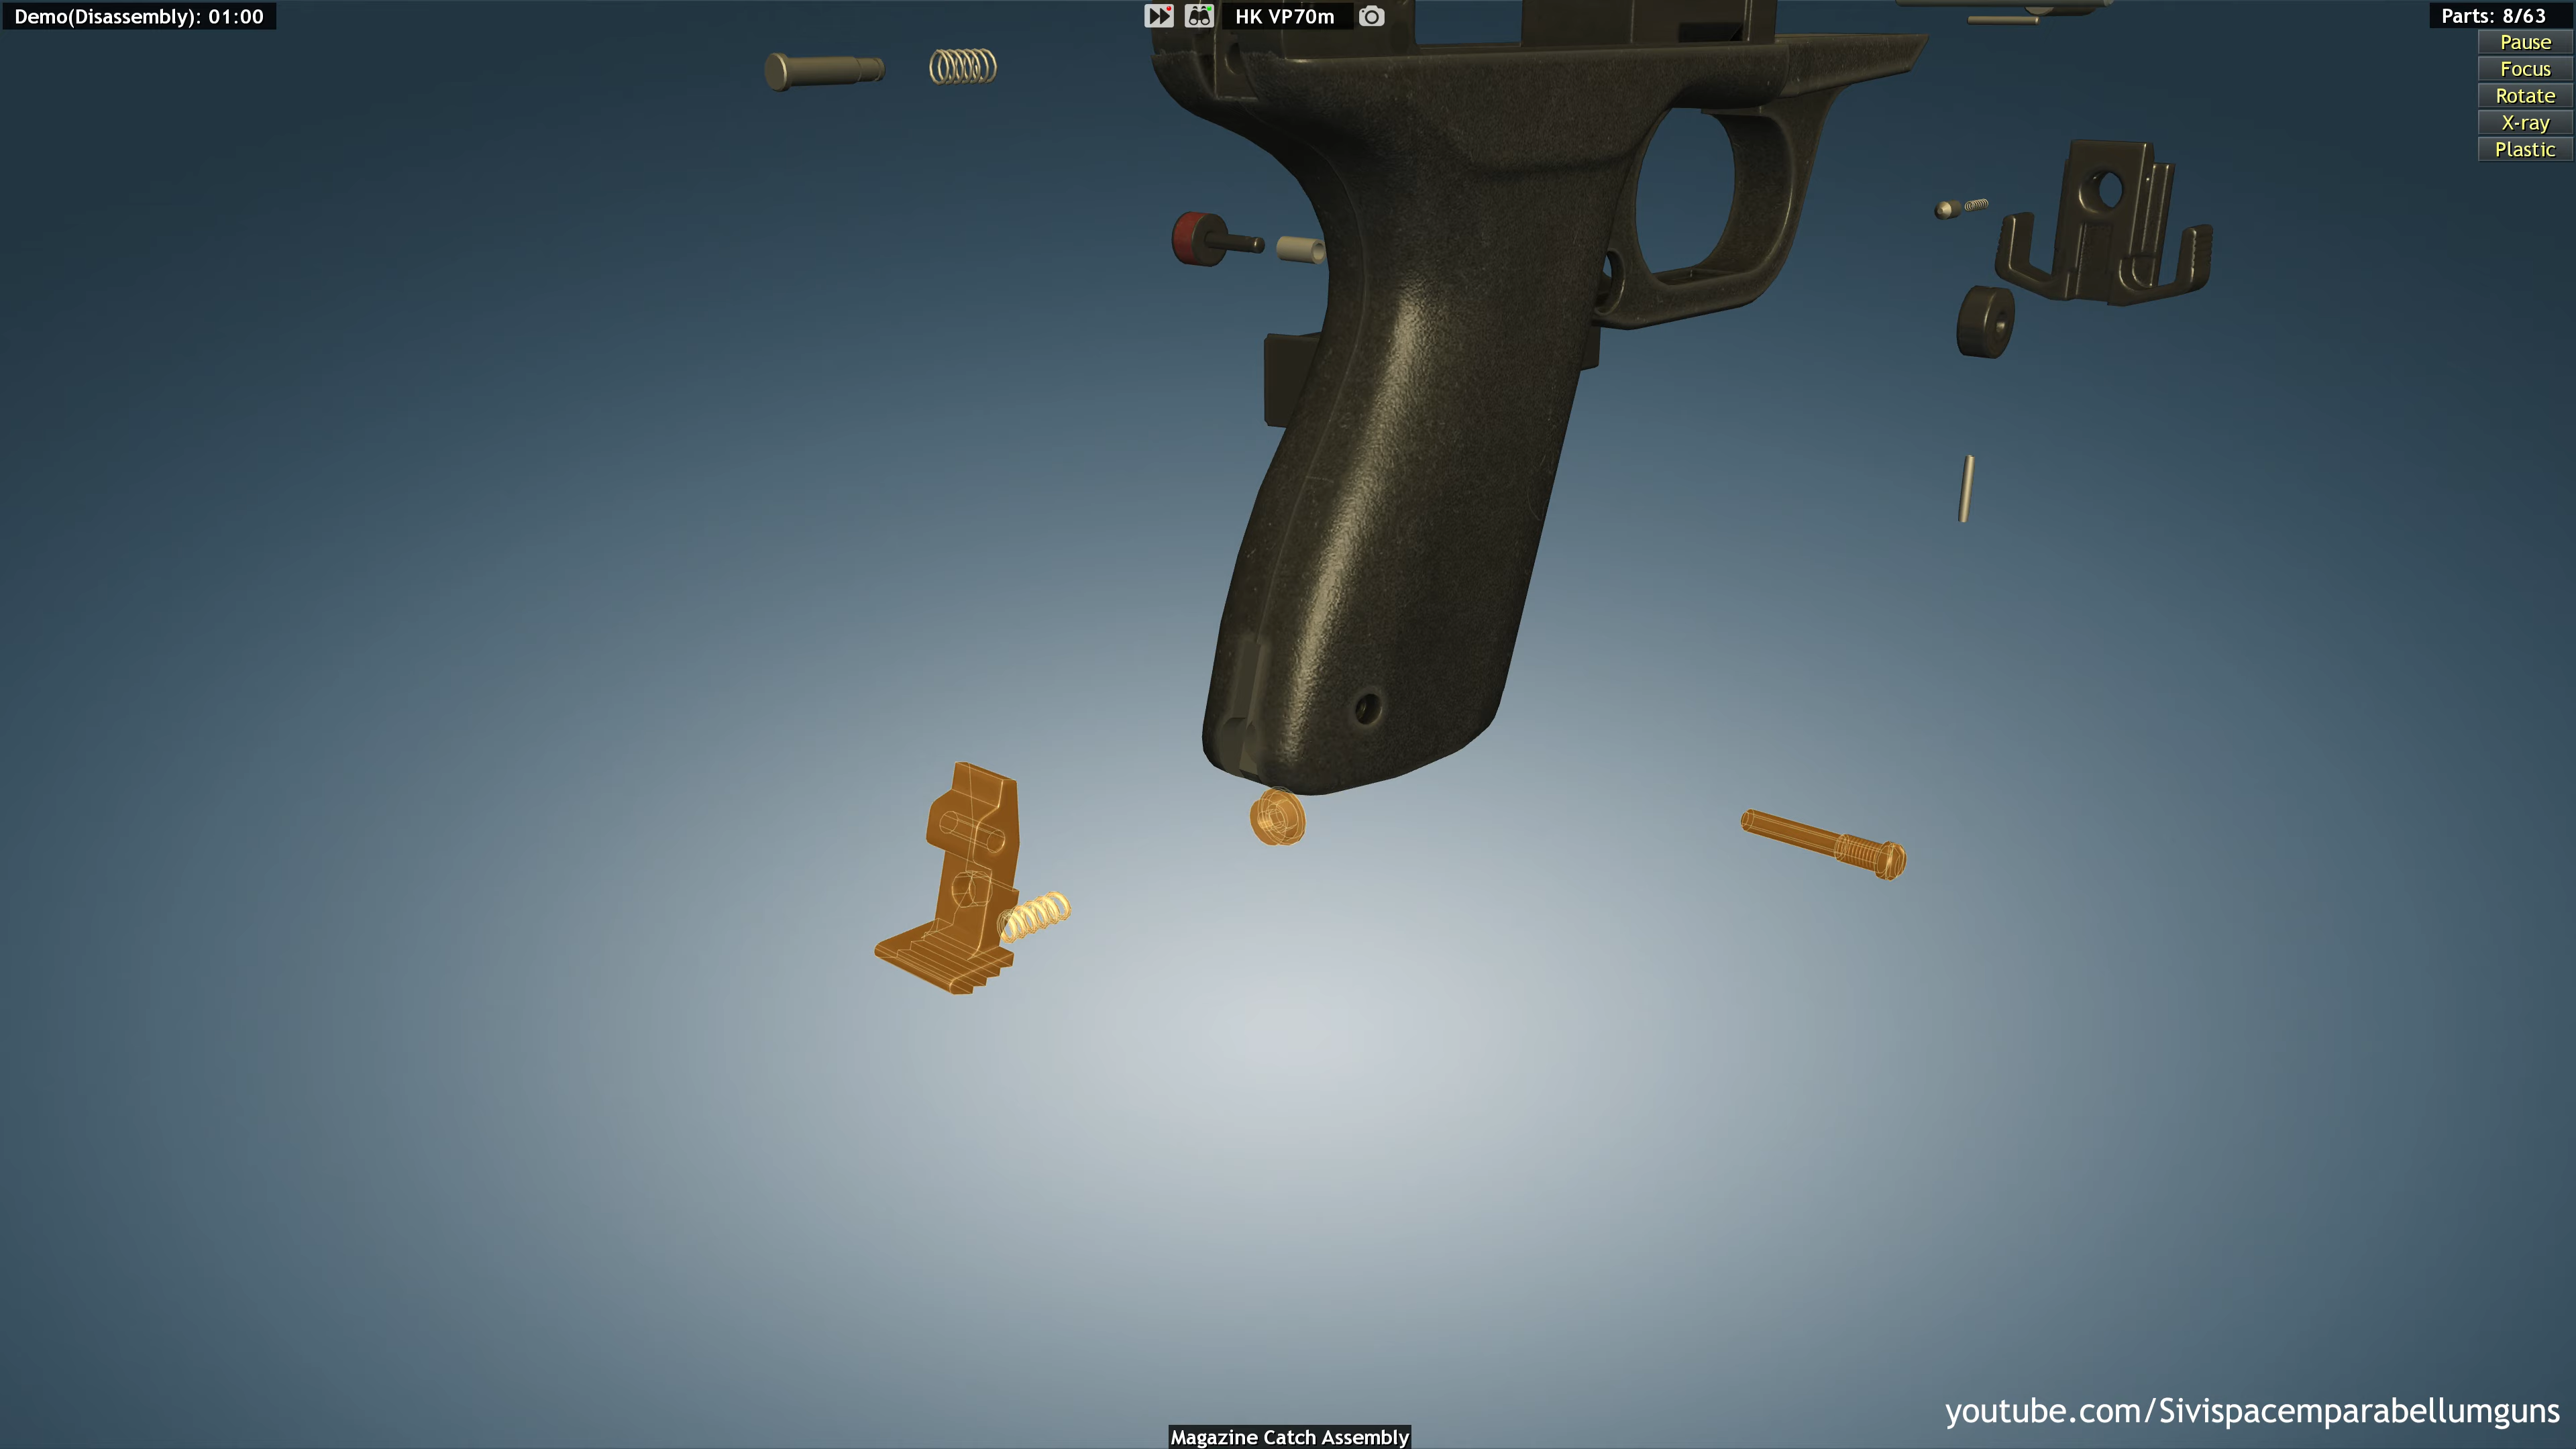 Demo(Disassembly): 01:00
HK VP70m
Parts: 8/63
Pause
Focus
Rotate
X-ray
Plastic
youtube.com/Sivispacemparabellumguns
Magazine Catch Assembly